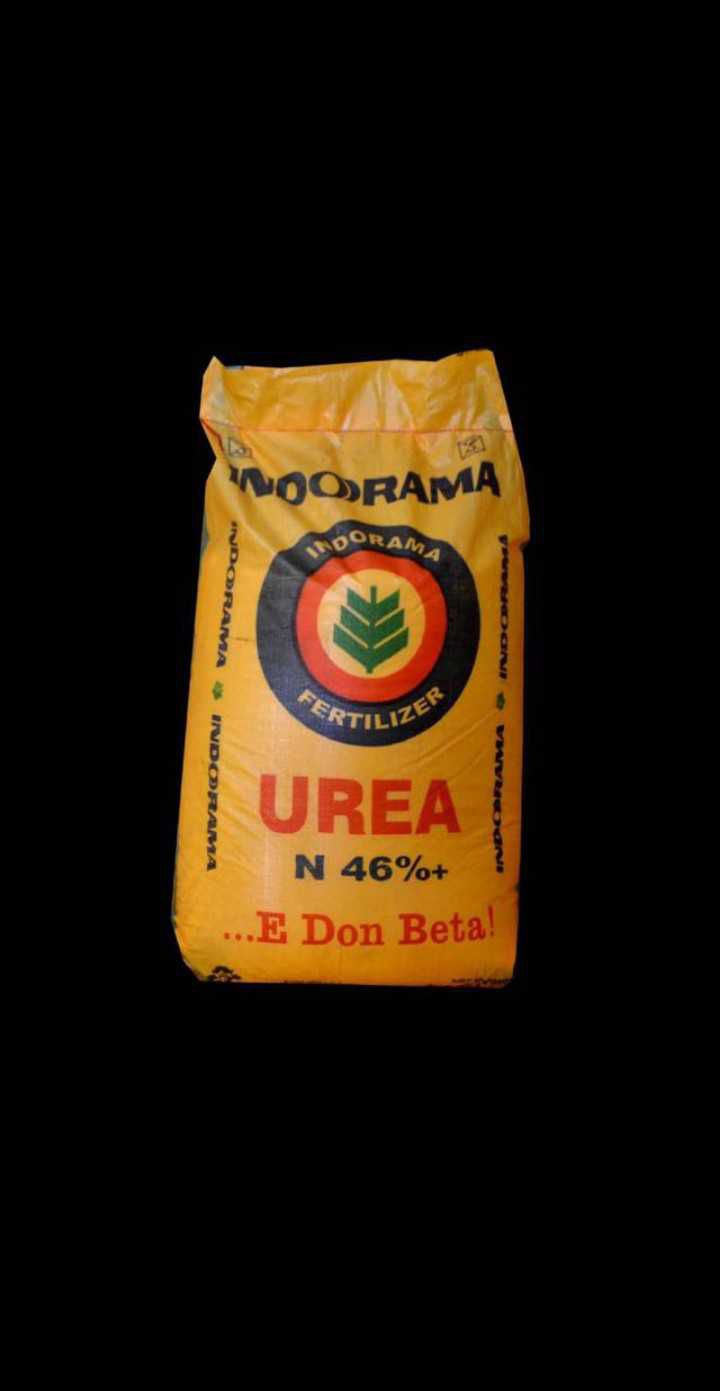 INDORAMA
INDORAMA
FERTILIZER
INDORAMA INDORAMA
INDORAMA INDORAMA
UREA
N 46%+
...E Don Beta!